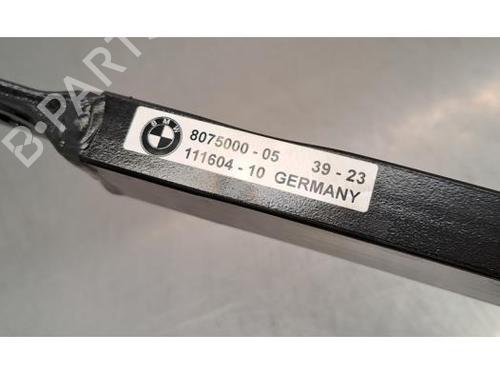 B-PARTS
BMW
8075000 - 05 39 - 23
111604 - 10 GERMANY